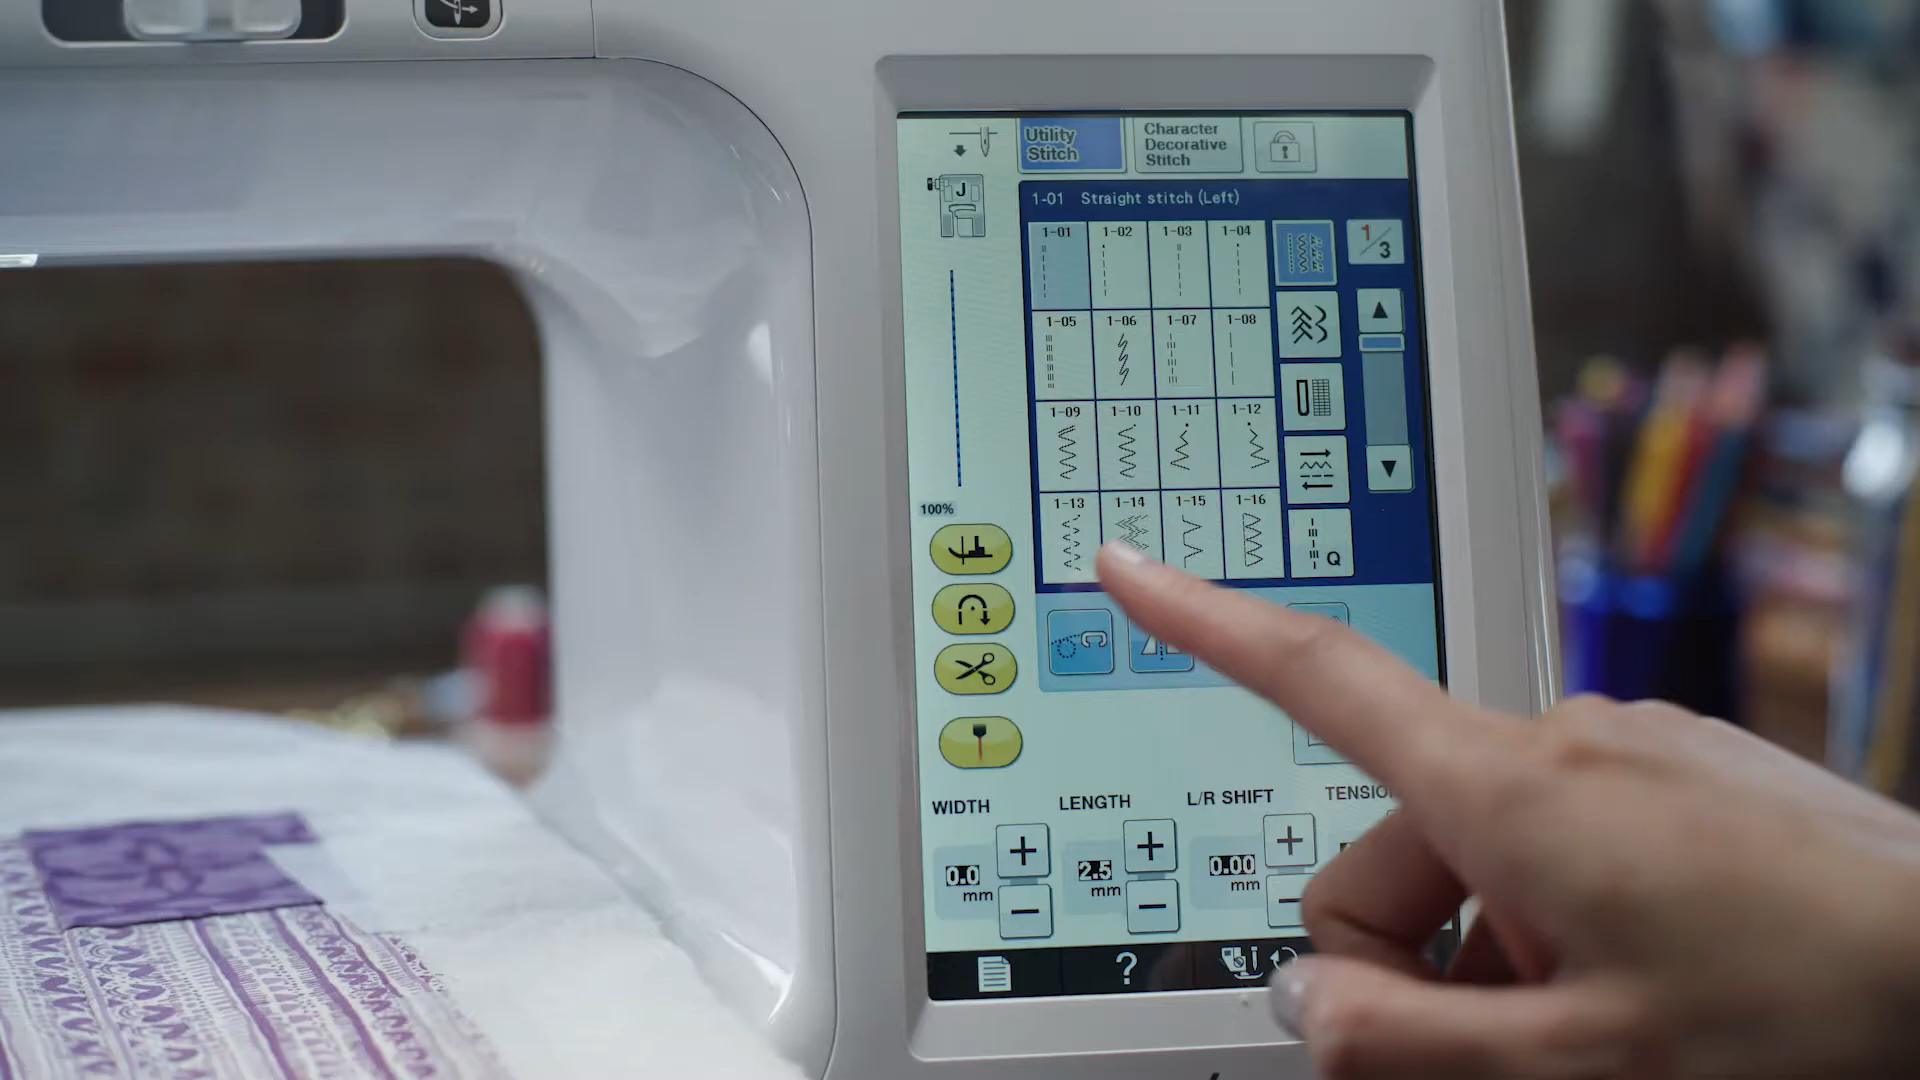 Utility
Stitch
Character
Decorative
Stitch
J
1-01 Straight stitch (Left)
1-01 1-02 1-03 1-04
1/3
1-05 1-06 1-07 1-08
1-09 1-10 1-11 1-12
1-13 1-14 1-15 1-16
Q
100%
WIDTH LENGTH L/R SHIFT TENSIO
+ + +
0.0 2.5 0.00
mm mm mm
− − −
?